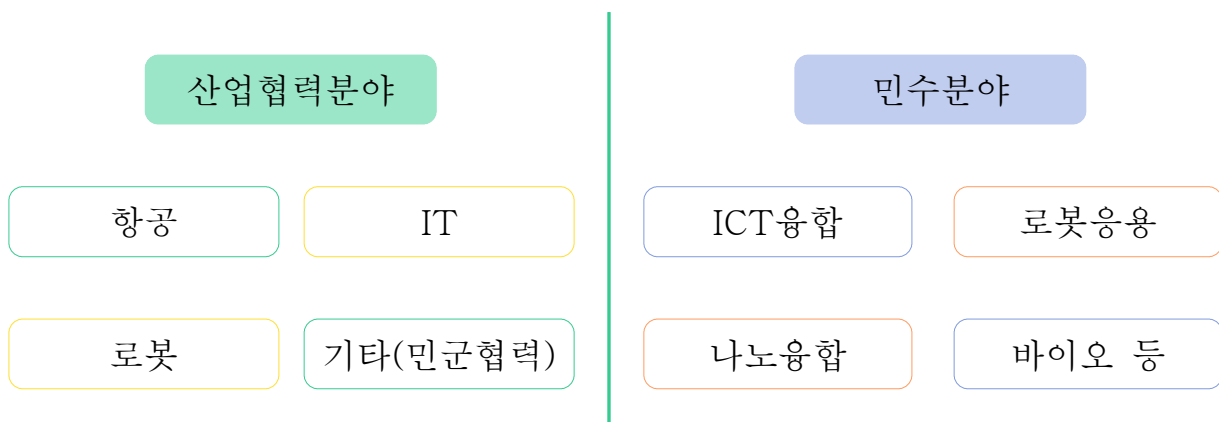 산업협력분야
항공
IT
로봇
기타(민군협력)
민수분야
ICT융합
로봇응용
나노융합
바이오 등